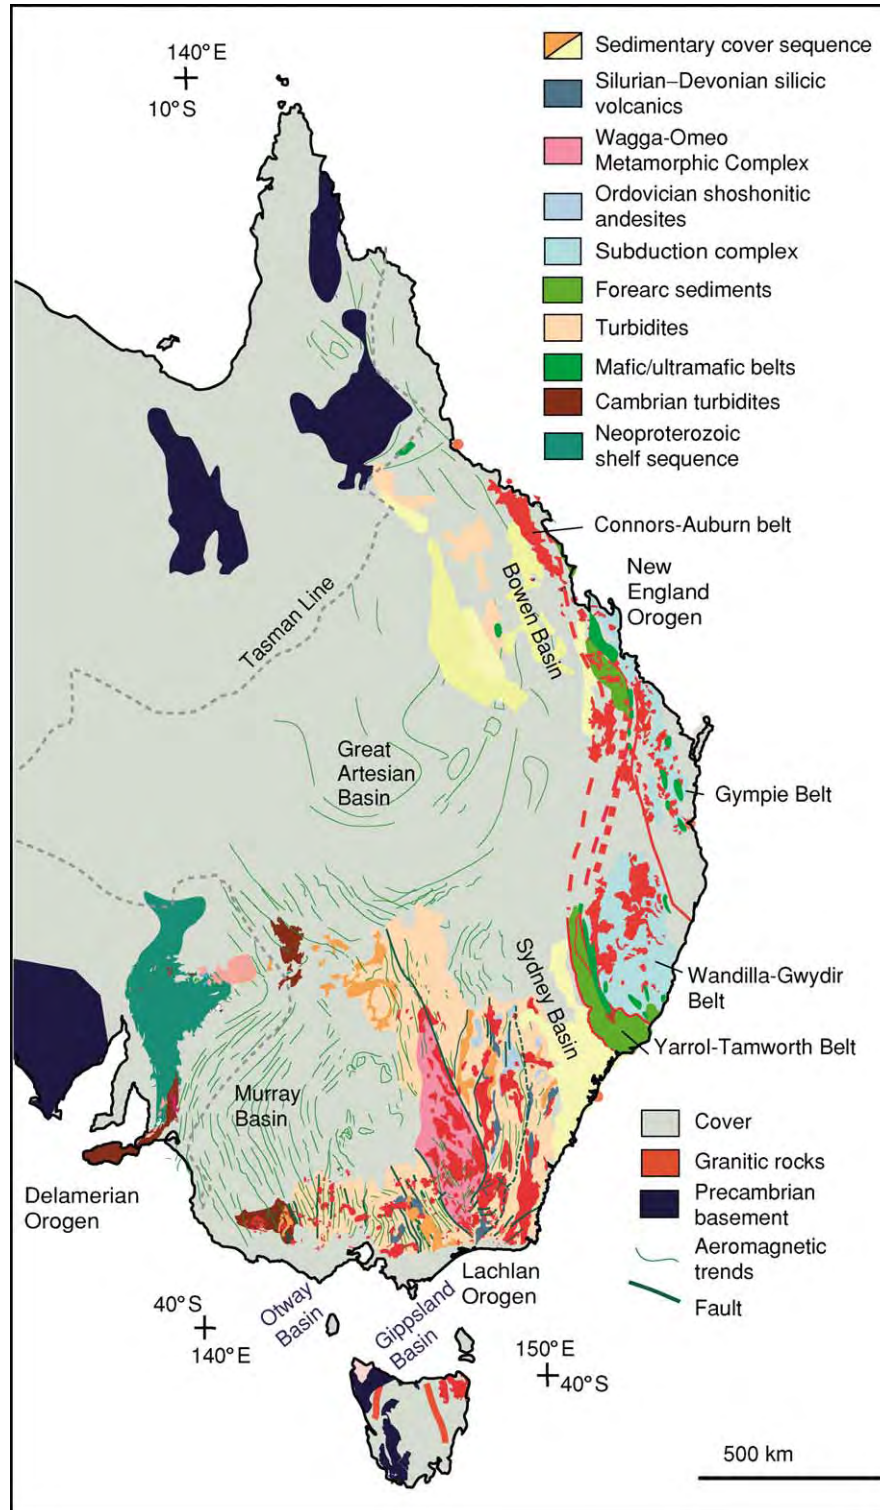 140°E
10°S
Sedimentary cover sequence
Silurian–Devonian silicic
volcanics
Wagga-Omeo
Metamorphic Complex
Ordovician shoshonitic
andesites
Subduction complex
Forearc sediments
Turbidites
Mafic/ultramafic belts
Cambrian turbidites
Neoproterozoic
shelf sequence
Connors-Auburn belt
New
England
Orogen
Bowen Basin
Tasman Line
Great
Artesian
Basin
Gympie Belt
Sydney Basin
Wandilla-Gwydir
Belt
Yarrol-Tamworth Belt
Murray
Basin
Delamerian
Orogen
Cover
Granitic rocks
Precambrian
basement
Aeromagnetic
trends
Fault
Lachlan
Orogen
Otway
Basin
Gippsland
Basin
40°S
140°E
150°E
40°S
500 km